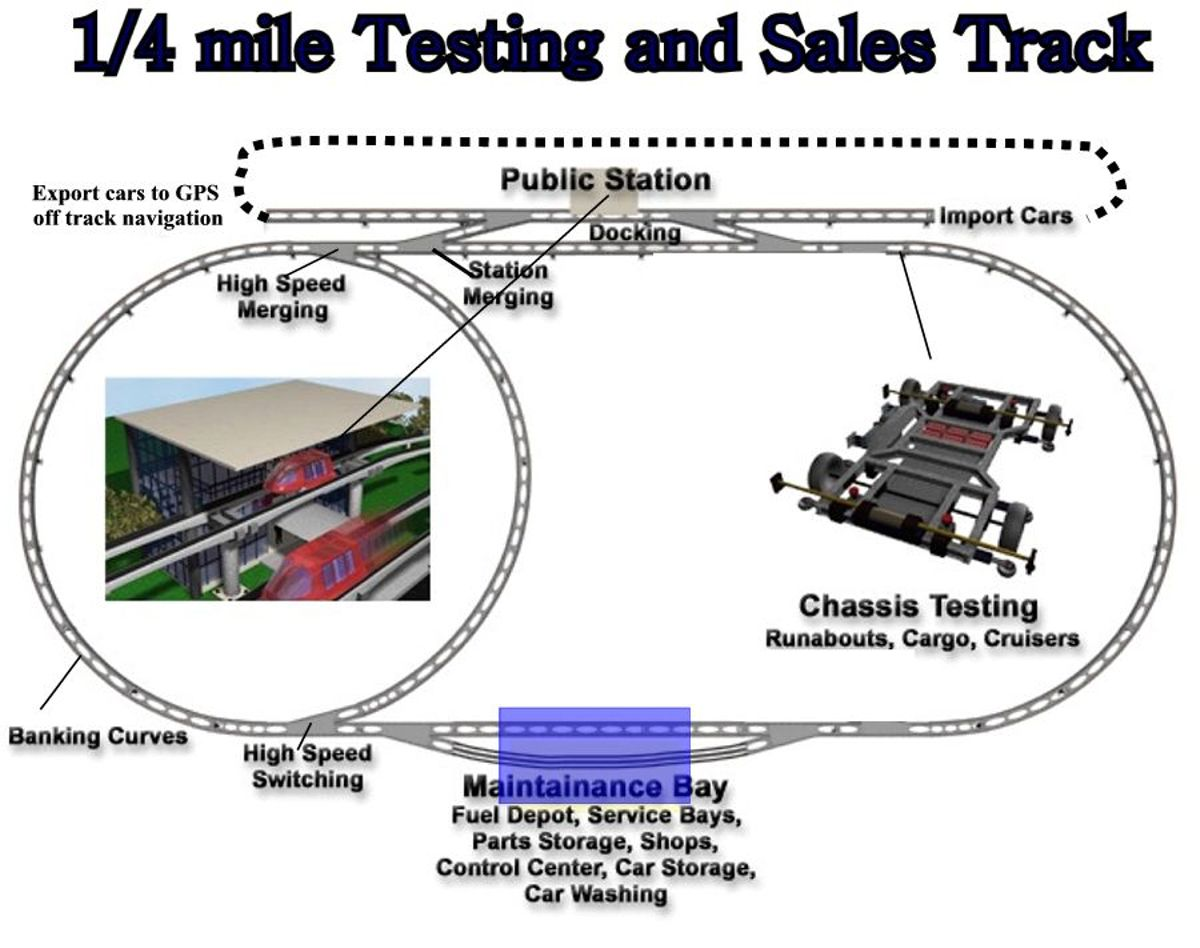 1/4 mile Testing and Sales Track
Export cars to GPS
off track navigation
Public Station
Import Cars
Docking
High Speed
Merging
Station
Merging
Chassis Testing
Runabouts, Cargo, Cruisers
Banking Curves
High Speed
Switching
Maintainance Bay
Fuel Depot, Service Bays,
Parts Storage, Shops,
Control Center, Car Storage,
Car Washing